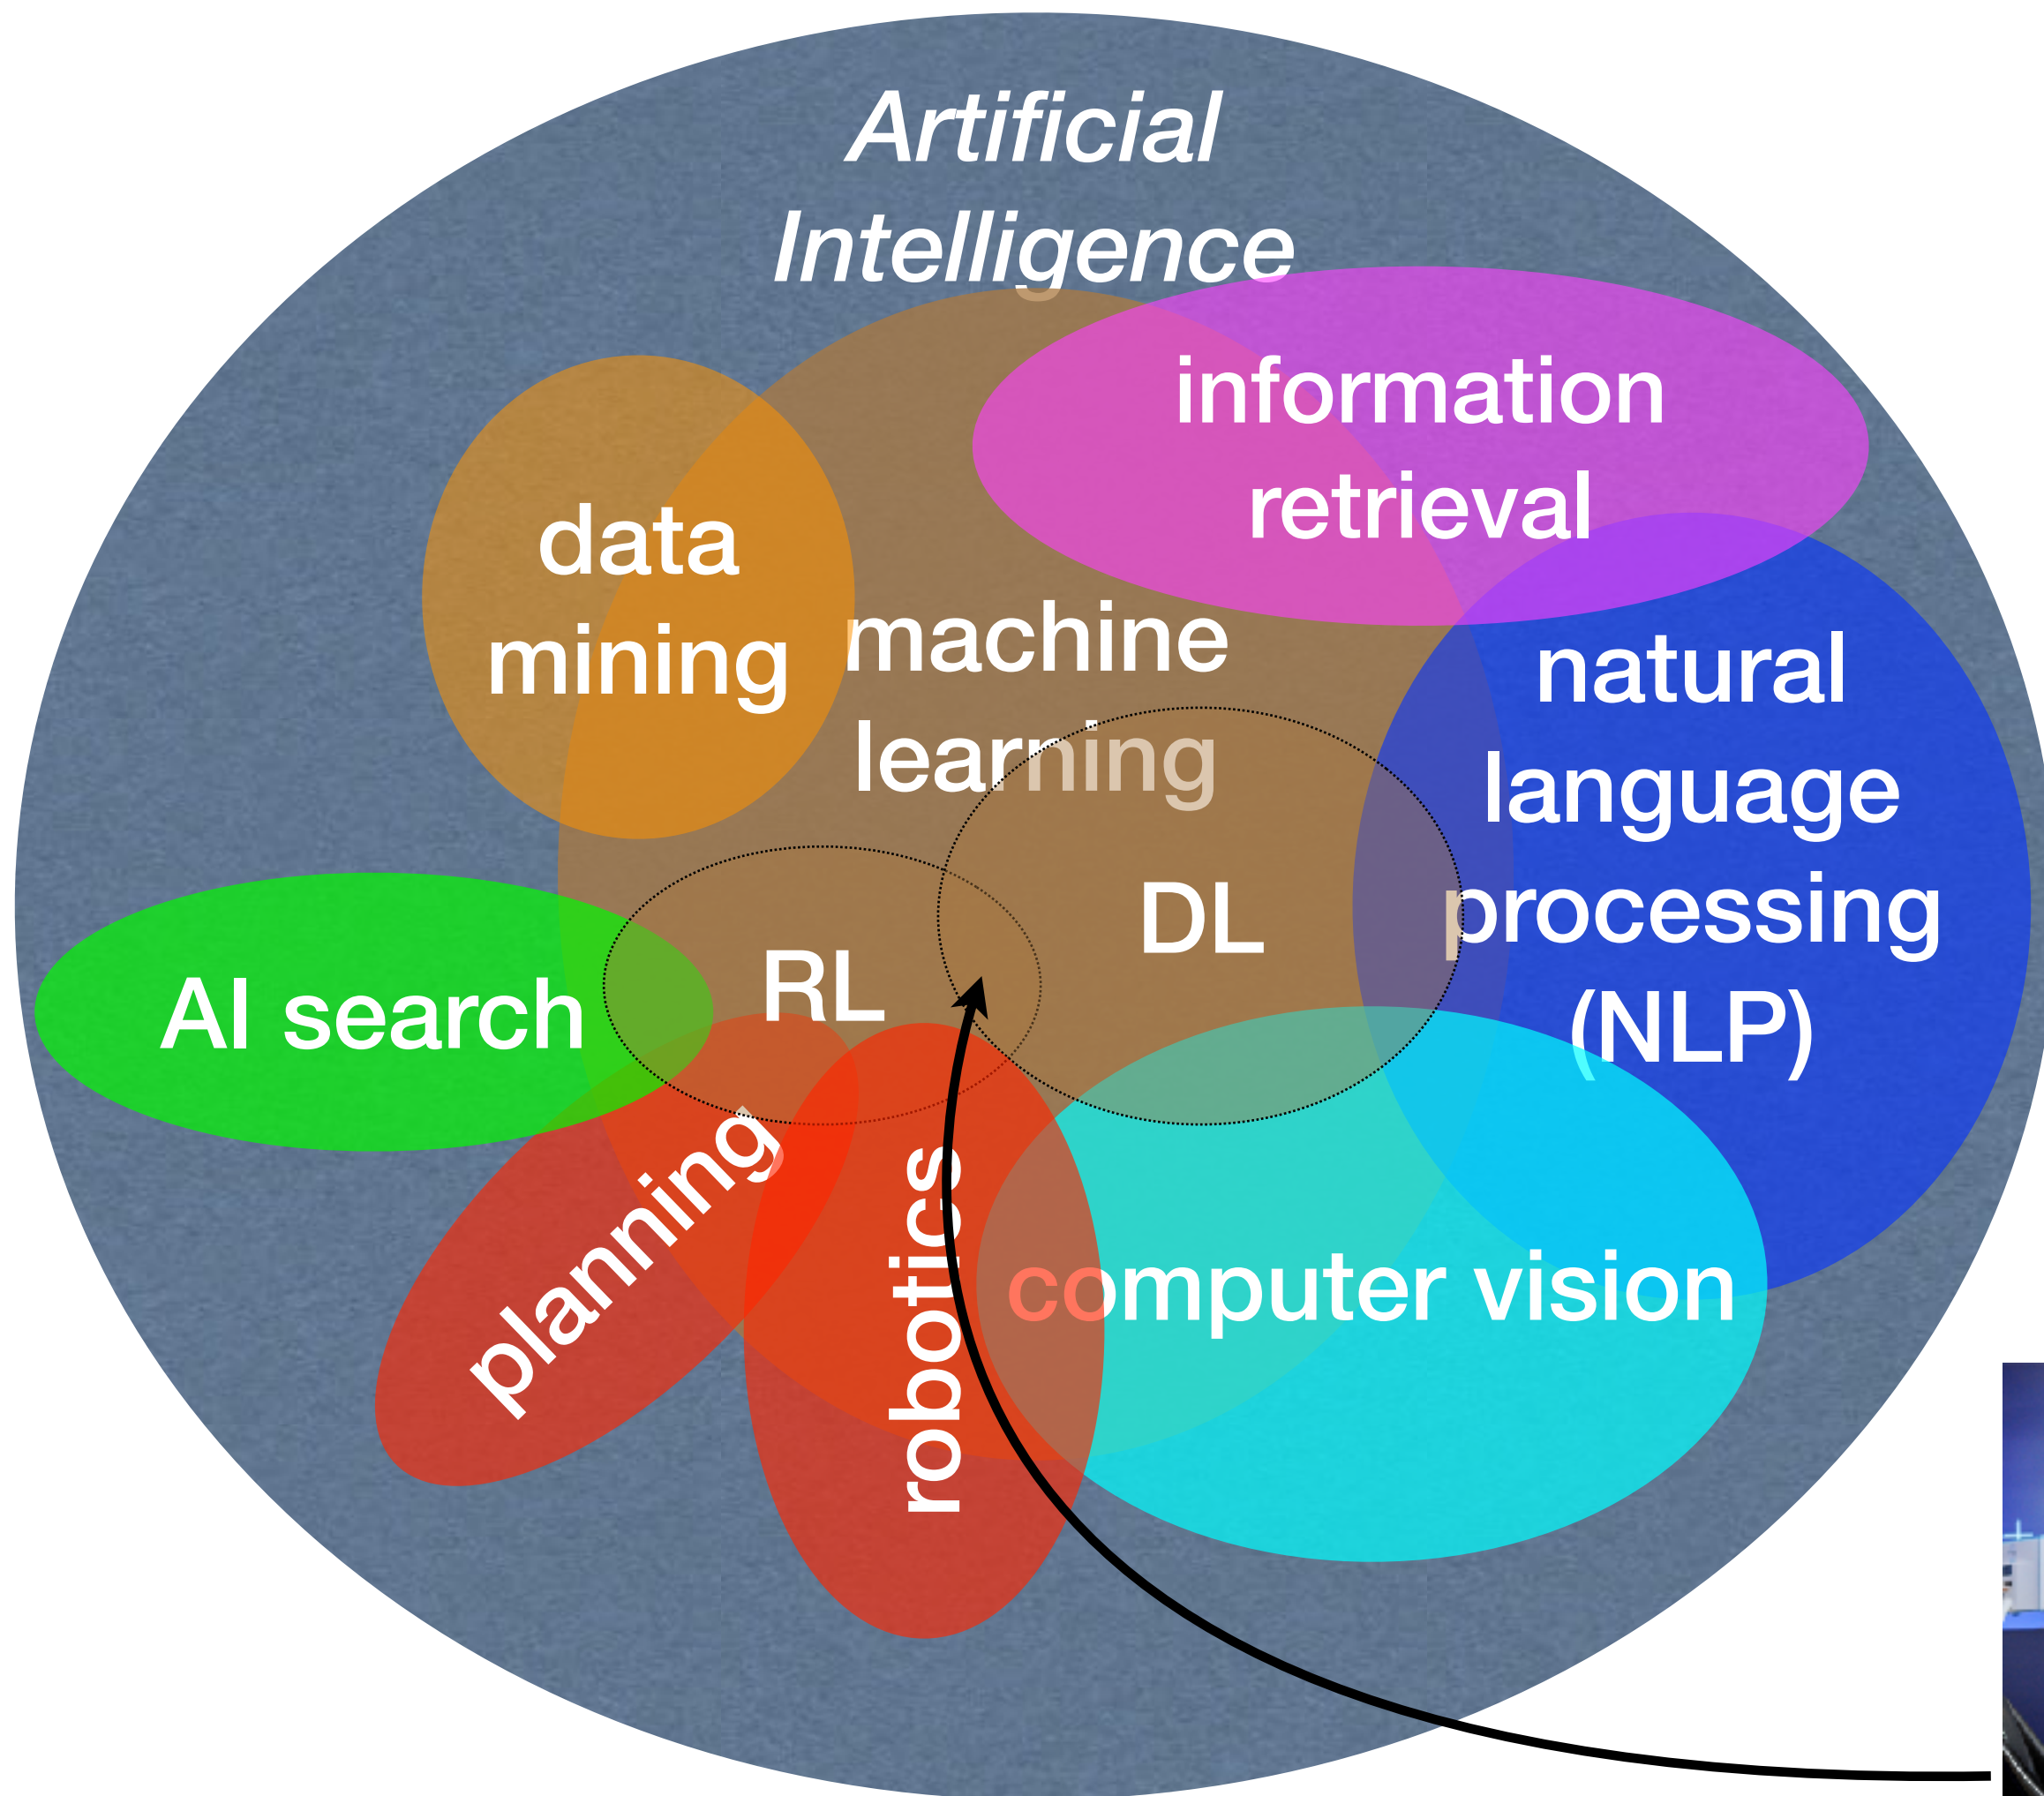 Artificial
Intelligence
information
retrieval
data
mining
machine
learning
natural
language
processing
(NLP)
DL
RL
AI search
planning
robotics
computer vision